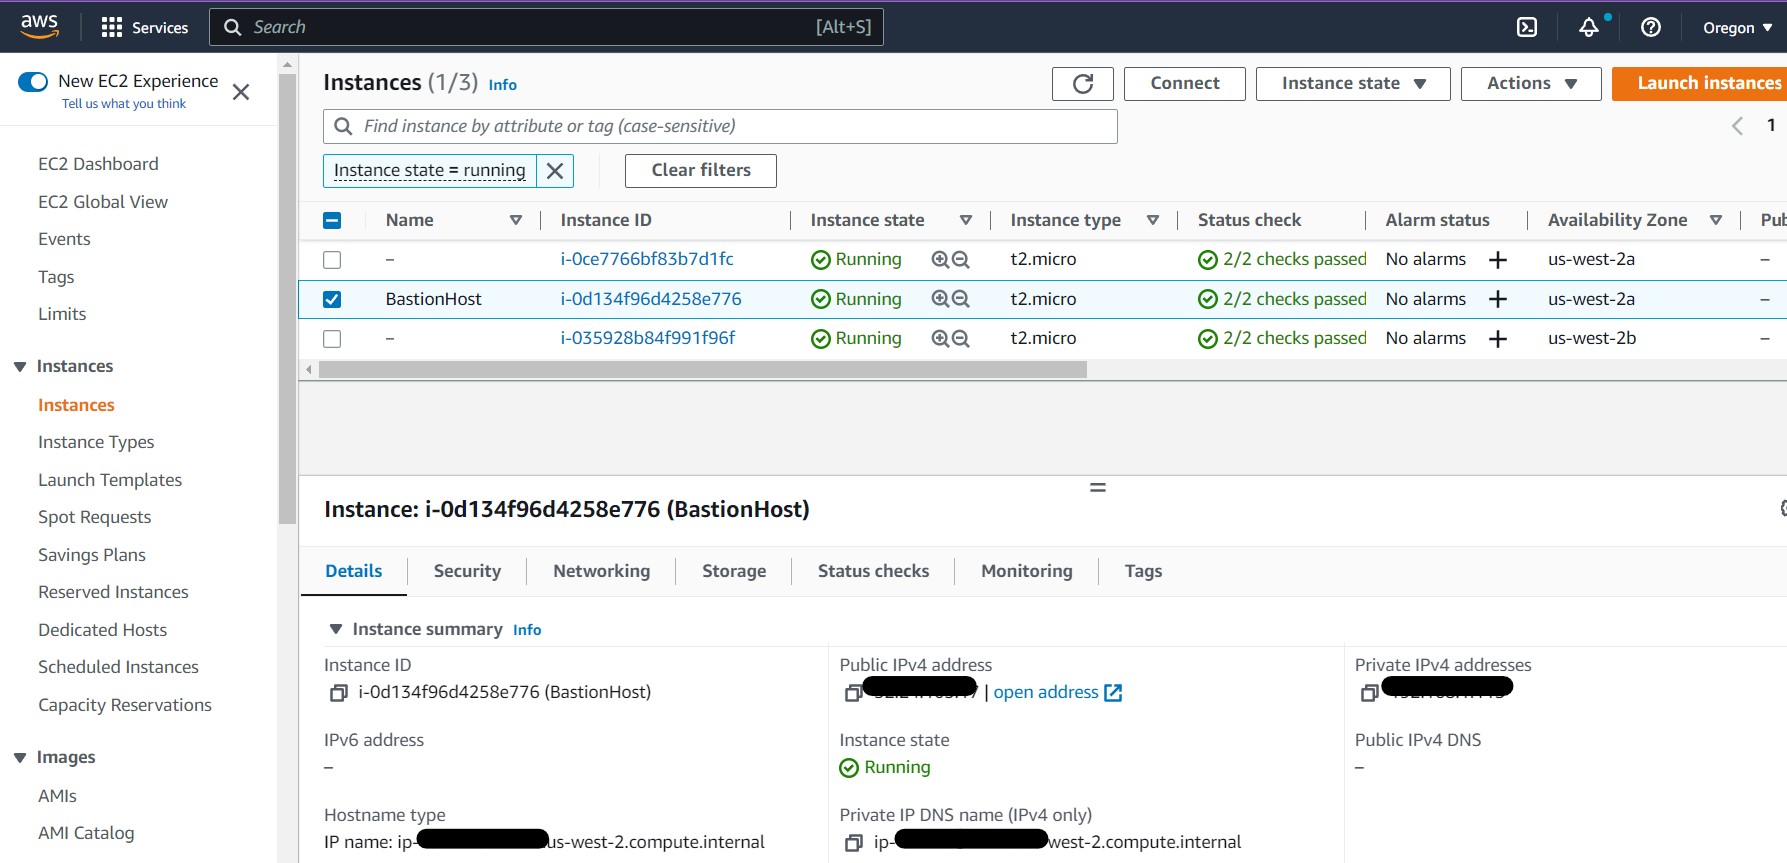 aws Services Search [Alt+S] Oregon
New EC2 Experience
Tell us what you think
EC2 Dashboard
EC2 Global View
Events
Tags
Limits
Instances
Instances
Instance Types
Launch Templates
Spot Requests
Savings Plans
Reserved Instances
Dedicated Hosts
Scheduled Instances
Capacity Reservations
Images
AMIs
AMI Catalog
Instances (1/3) Info Connect Instance state Actions Launch instances
Find instance by attribute or tag (case-sensitive) 1
Instance state = running Clear filters
Name Instance ID Instance state Instance type Status check Alarm status Availability Zone Pub
– i-0ce7766bf83b7d1fc Running t2.micro 2/2 checks passed No alarms + us-west-2a –
BastionHost i-0d134f96d4258e776 Running t2.micro 2/2 checks passed No alarms + us-west-2a –
– i-035928b84f991f96f Running t2.micro 2/2 checks passed No alarms + us-west-2b –
Instance: i-0d134f96d4258e776 (BastionHost)
Details Security Networking Storage Status checks Monitoring Tags
Instance summary Info
Instance ID Public IPv4 address Private IPv4 addresses
i-0d134f96d4258e776 (BastionHost) | open address
IPv6 address Instance state Public IPv4 DNS
– Running –
Hostname type Private IP DNS name (IPv4 only)
IP name: ip- us-west-2.compute.internal ip- west-2.compute.internal